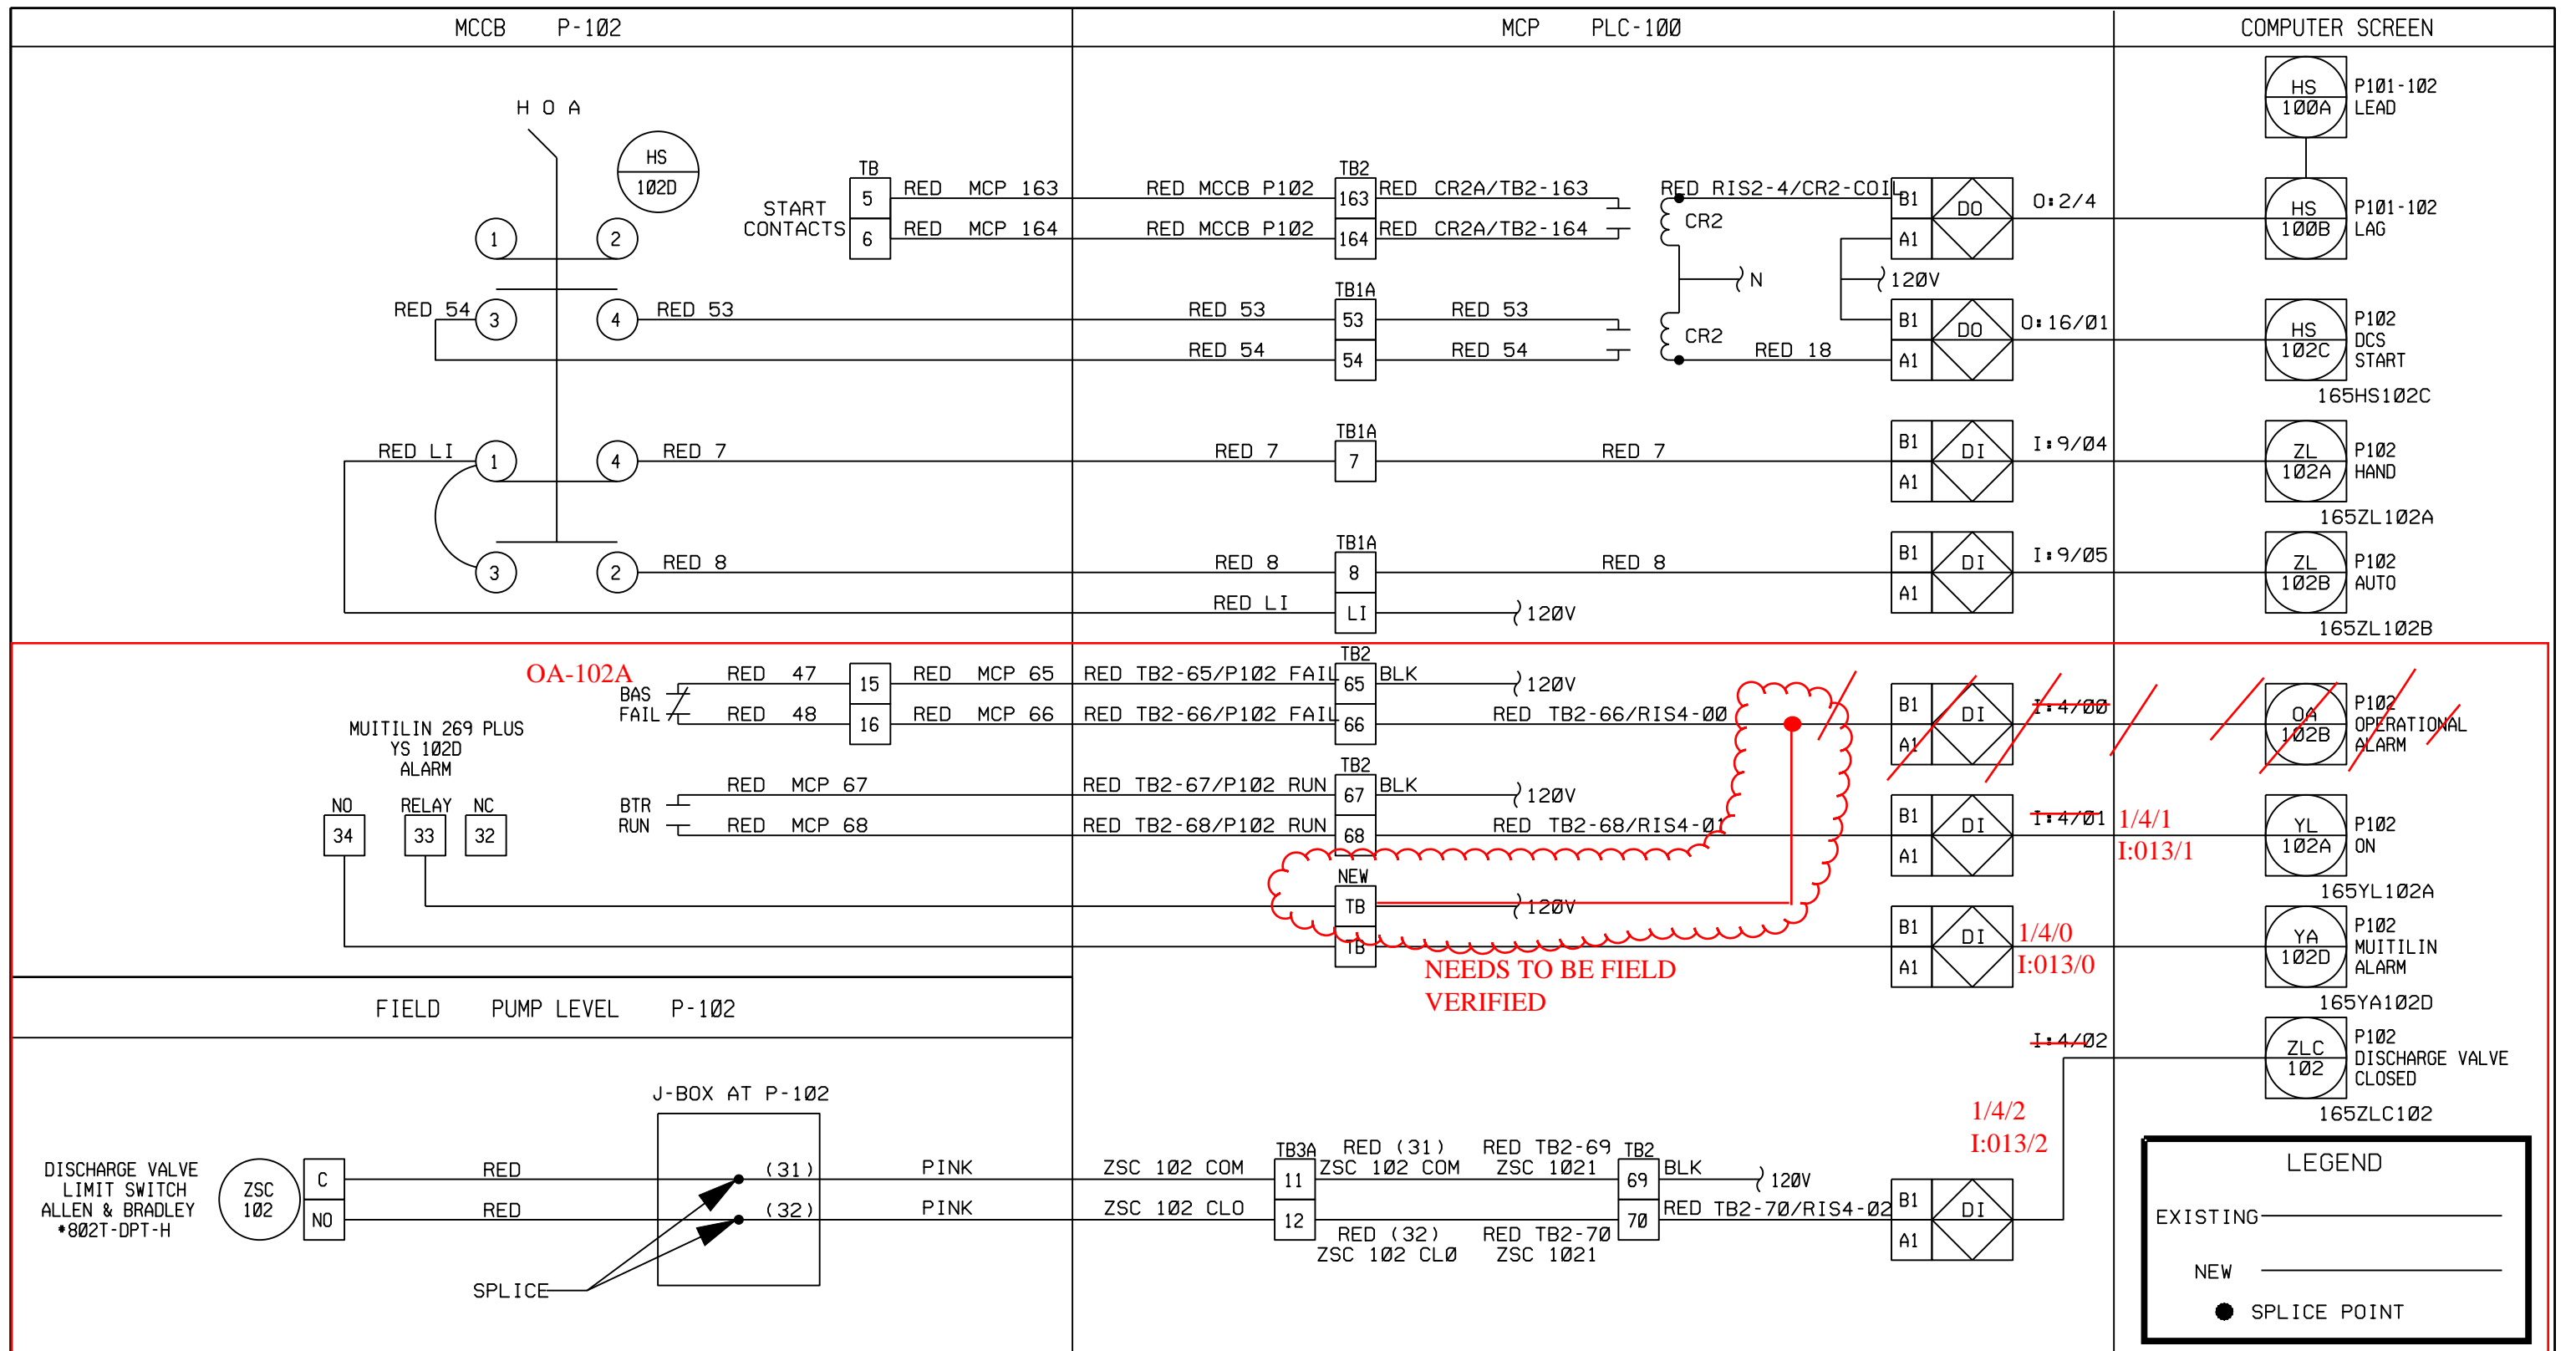 MCCB P-102
MCP PLC-100
COMPUTER SCREEN
H O A
HS
102D
START
CONTACTS
TB
5
6
RED MCP 163
RED MCP 164
RED MCCB P102
RED MCCB P102
TB2
163
164
RED CR2A/TB2-163
RED CR2A/TB2-164
RED RIS2-4/CR2-COIL
CR2
N
B1
A1
DO
O:2/4
120V
HS
100A
P101-102
LEAD
HS
100B
P101-102
LAG
1
2
RED 54
3
4
RED 53
RED 53
RED 54
TB1A
53
54
RED 53
RED 54
CR2
RED 18
B1
A1
DO
O:16/01
HS
102C
P102
DCS
START
165HS102C
RED LI
1
4
RED 7
RED 7
TB1A
7
RED 7
B1
A1
DI
I:9/04
ZL
102A
P102
HAND
165ZL102A
3
2
RED 8
RED 8
TB1A
8
RED 8
B1
A1
DI
I:9/05
ZL
102B
P102
AUTO
165ZL102B
RED LI
LI
120V
OA-102A
BAS
FAIL
RED 47
RED 48
15
16
RED MCP 65
RED MCP 66
RED TB2-65/P102 FAIL
RED TB2-66/P102 FAIL
TB2
65
66
BLK
120V
RED TB2-66/RIS4-00
B1
A1
DI
I:4/00
OA
102B
P102
OPERATIONAL
ALARM
MUITILIN 269 PLUS
YS 102D
ALARM
NO
34
RELAY
33
NC
32
BTR
RUN
RED MCP 67
RED MCP 68
RED TB2-67/P102 RUN
RED TB2-68/P102 RUN
TB2
67
68
BLK
120V
RED TB2-68/RIS4-01
B1
A1
DI
I:4/01
1/4/1
I:013/1
YL
102A
P102
ON
165YL102A
NEW
TB
TB
120V
B1
A1
DI
1/4/0
I:013/0
YA
102D
P102
MUITILIN
ALARM
165YA102D
NEEDS TO BE FIELD
VERIFIED
FIELD PUMP LEVEL P-102
I:4/02
ZLC
102
P102
DISCHARGE VALVE
CLOSED
165ZLC102
J-BOX AT P-102
DISCHARGE VALVE
LIMIT SWITCH
ALLEN & BRADLEY
*802T-DPT-H
ZSC
102
C
NO
RED
RED
(31)
(32)
SPLICE
PINK
PINK
ZSC 102 COM
ZSC 102 CLO
TB3A
11
12
RED (31)
ZSC 102 COM
RED (32)
ZSC 102 CLO
RED TB2-69
ZSC 1021
RED TB2-70
ZSC 1021
TB2
69
70
BLK
120V
RED TB2-70/RIS4-02
B1
A1
DI
1/4/2
I:013/2
LEGEND
EXISTING
NEW
SPLICE POINT